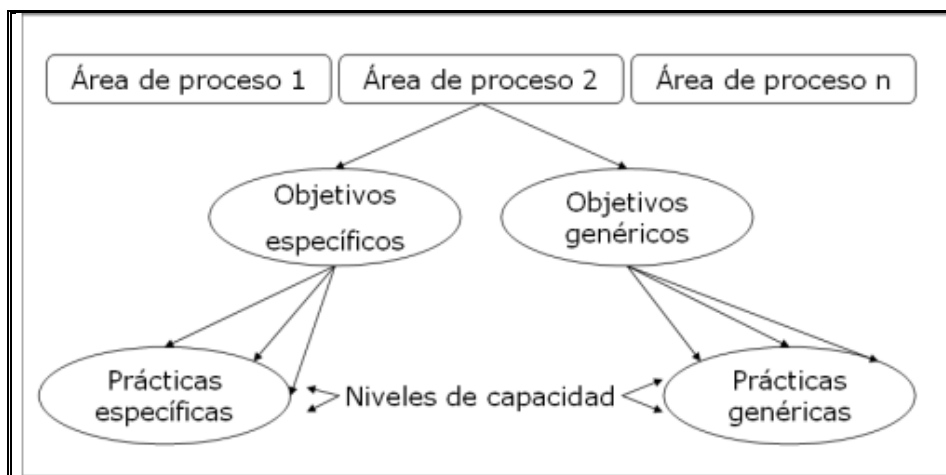 Área de proceso 1
Área de proceso 2
Área de proceso n
Objetivos
específicos
Objetivos
genéricos
Prácticas
específicas
Niveles de capacidad
Prácticas
genéricas